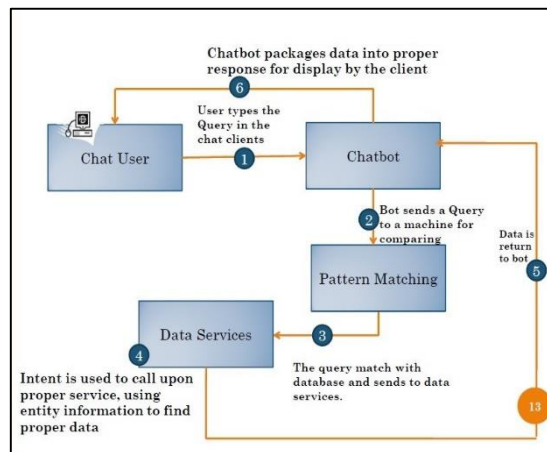 Chatbot packages data into proper
response for display by the client
6
User types the
Query in the
chat clients
Chat User
1
Chatbot
2
Bot sends a Query
to a machine for
comparing
Data is
return
to bot
5
Pattern Matching
Data Services
3
4
The query match with
database and sends to data
services.
Intent is used to call upon
proper service, using
entity information to find
proper data
13